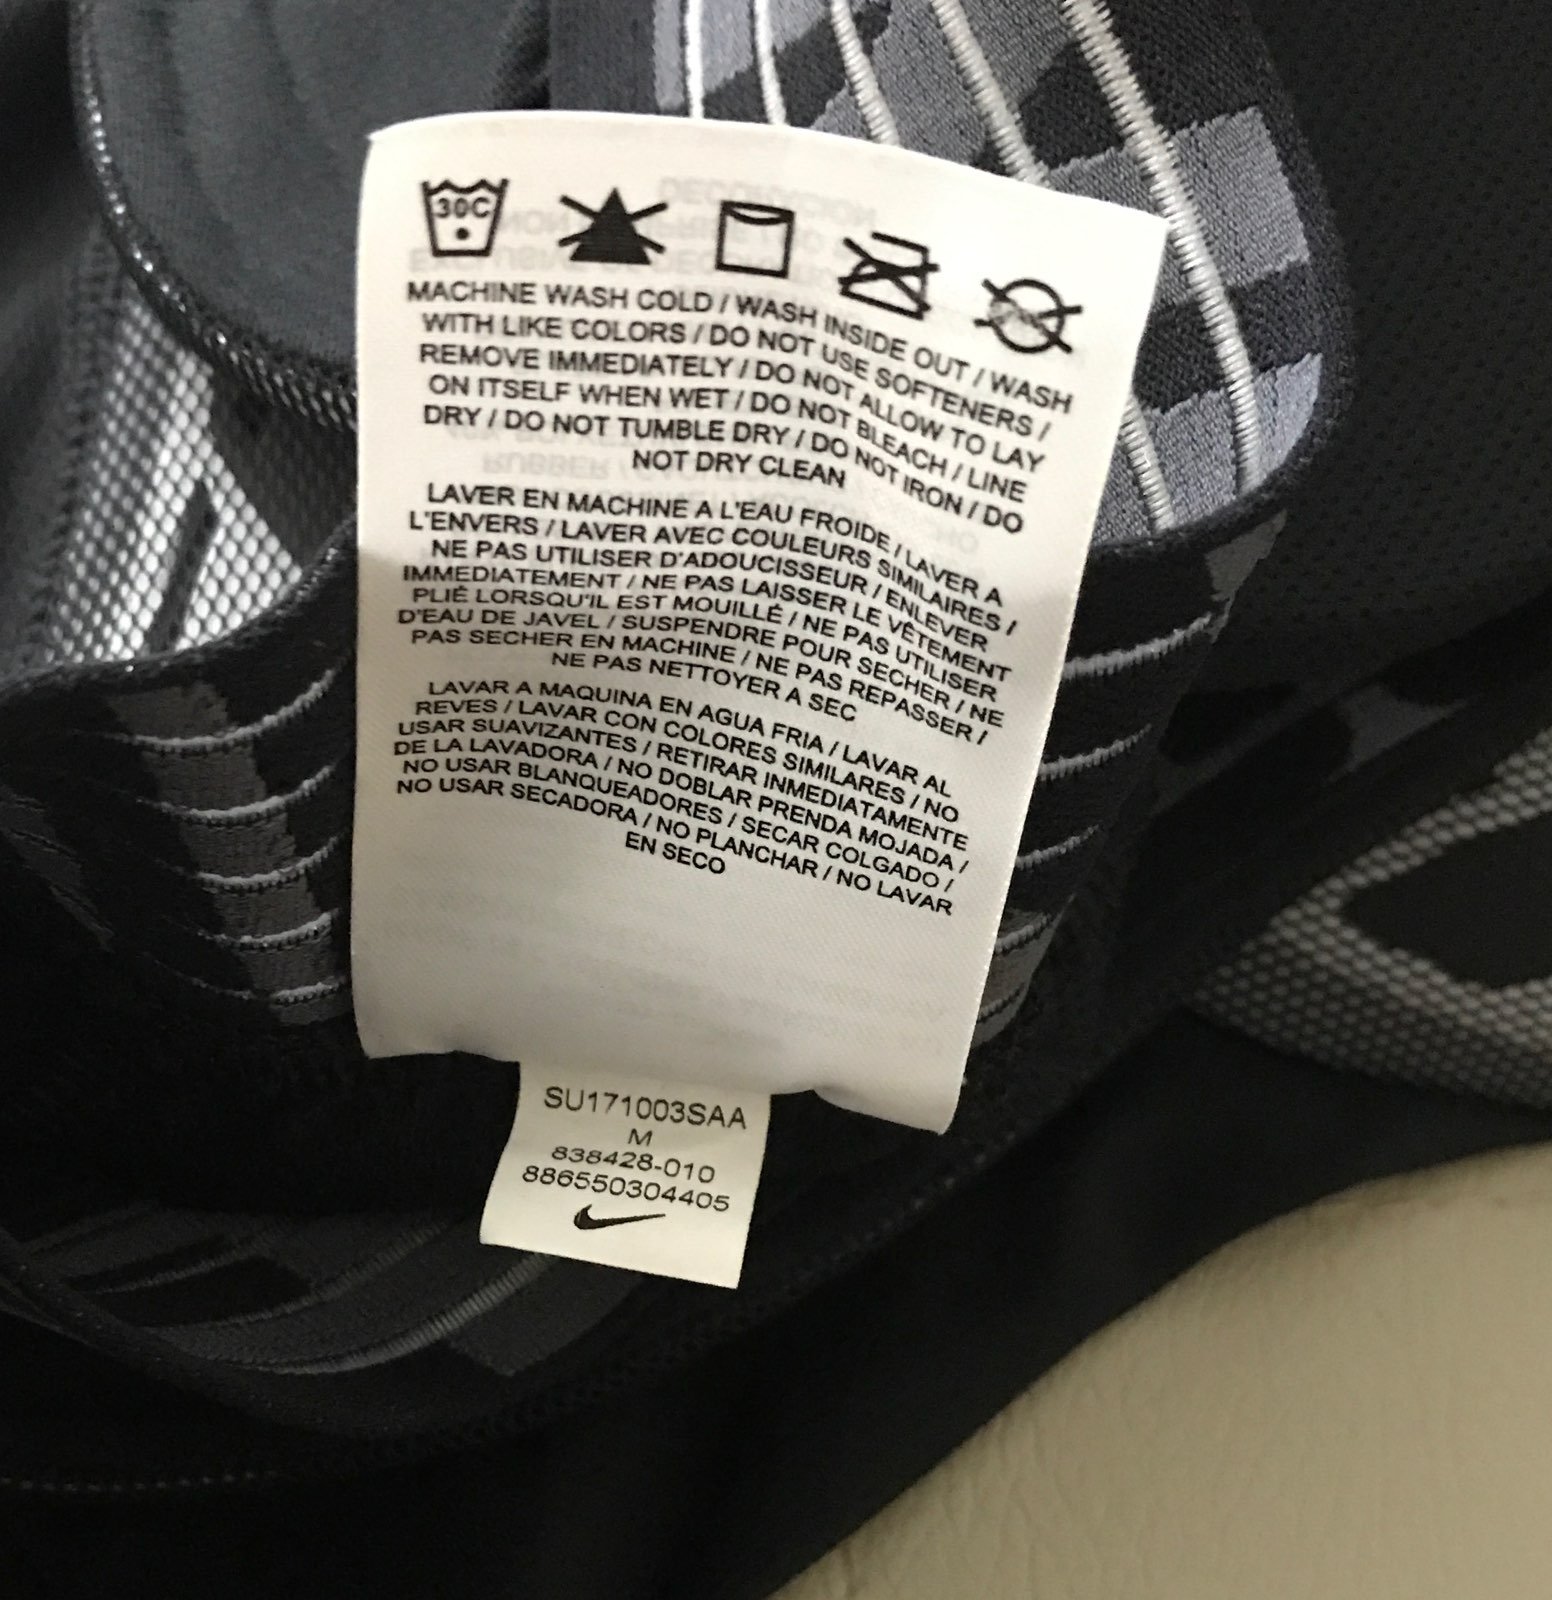 30C
MACHINE WASH COLD / WASH INSIDE OUT / WASH
WITH LIKE COLORS / DO NOT USE SOFTENERS /
REMOVE IMMEDIATELY / DO NOT ALLOW TO LAY
ON ITSELF WHEN WET / DO NOT BLEACH / LINE
DRY / DO NOT TUMBLE DRY / DO NOT IRON / DO
NOT DRY CLEAN
LAVER EN MACHINE A L'EAU FROIDE / LAVER A
L'ENVERS / LAVER AVEC COULEURS SIMILAIRES /
NE PAS UTILISER D'ADOUCISSEUR / ENLEVER
IMMEDIATEMENT / NE PAS LAISSER LE VÊTEMENT
PLIÉ LORSQU'IL EST MOUILLÉ / NE PAS UTILISER
D'EAU DE JAVEL / SUSPENDRE POUR SECHER / NE
PAS SECHER EN MACHINE / NE PAS REPASSER /
NE PAS NETTOYER A SEC
LAVAR A MAQUINA EN AGUA FRIA / LAVAR AL
REVES / LAVAR CON COLORES SIMILARES / NO
USAR SUAVIZANTES / RETIRAR INMEDIATAMENTE
DE LA LAVADORA / NO DOBLAR PRENDA MOJADA /
NO USAR BLANQUEADORES / SECAR COLGADO /
NO USAR SECADORA / NO PLANCHAR / NO LAVAR
EN SECO
SU171003SAA
M
838428-010
886550304405